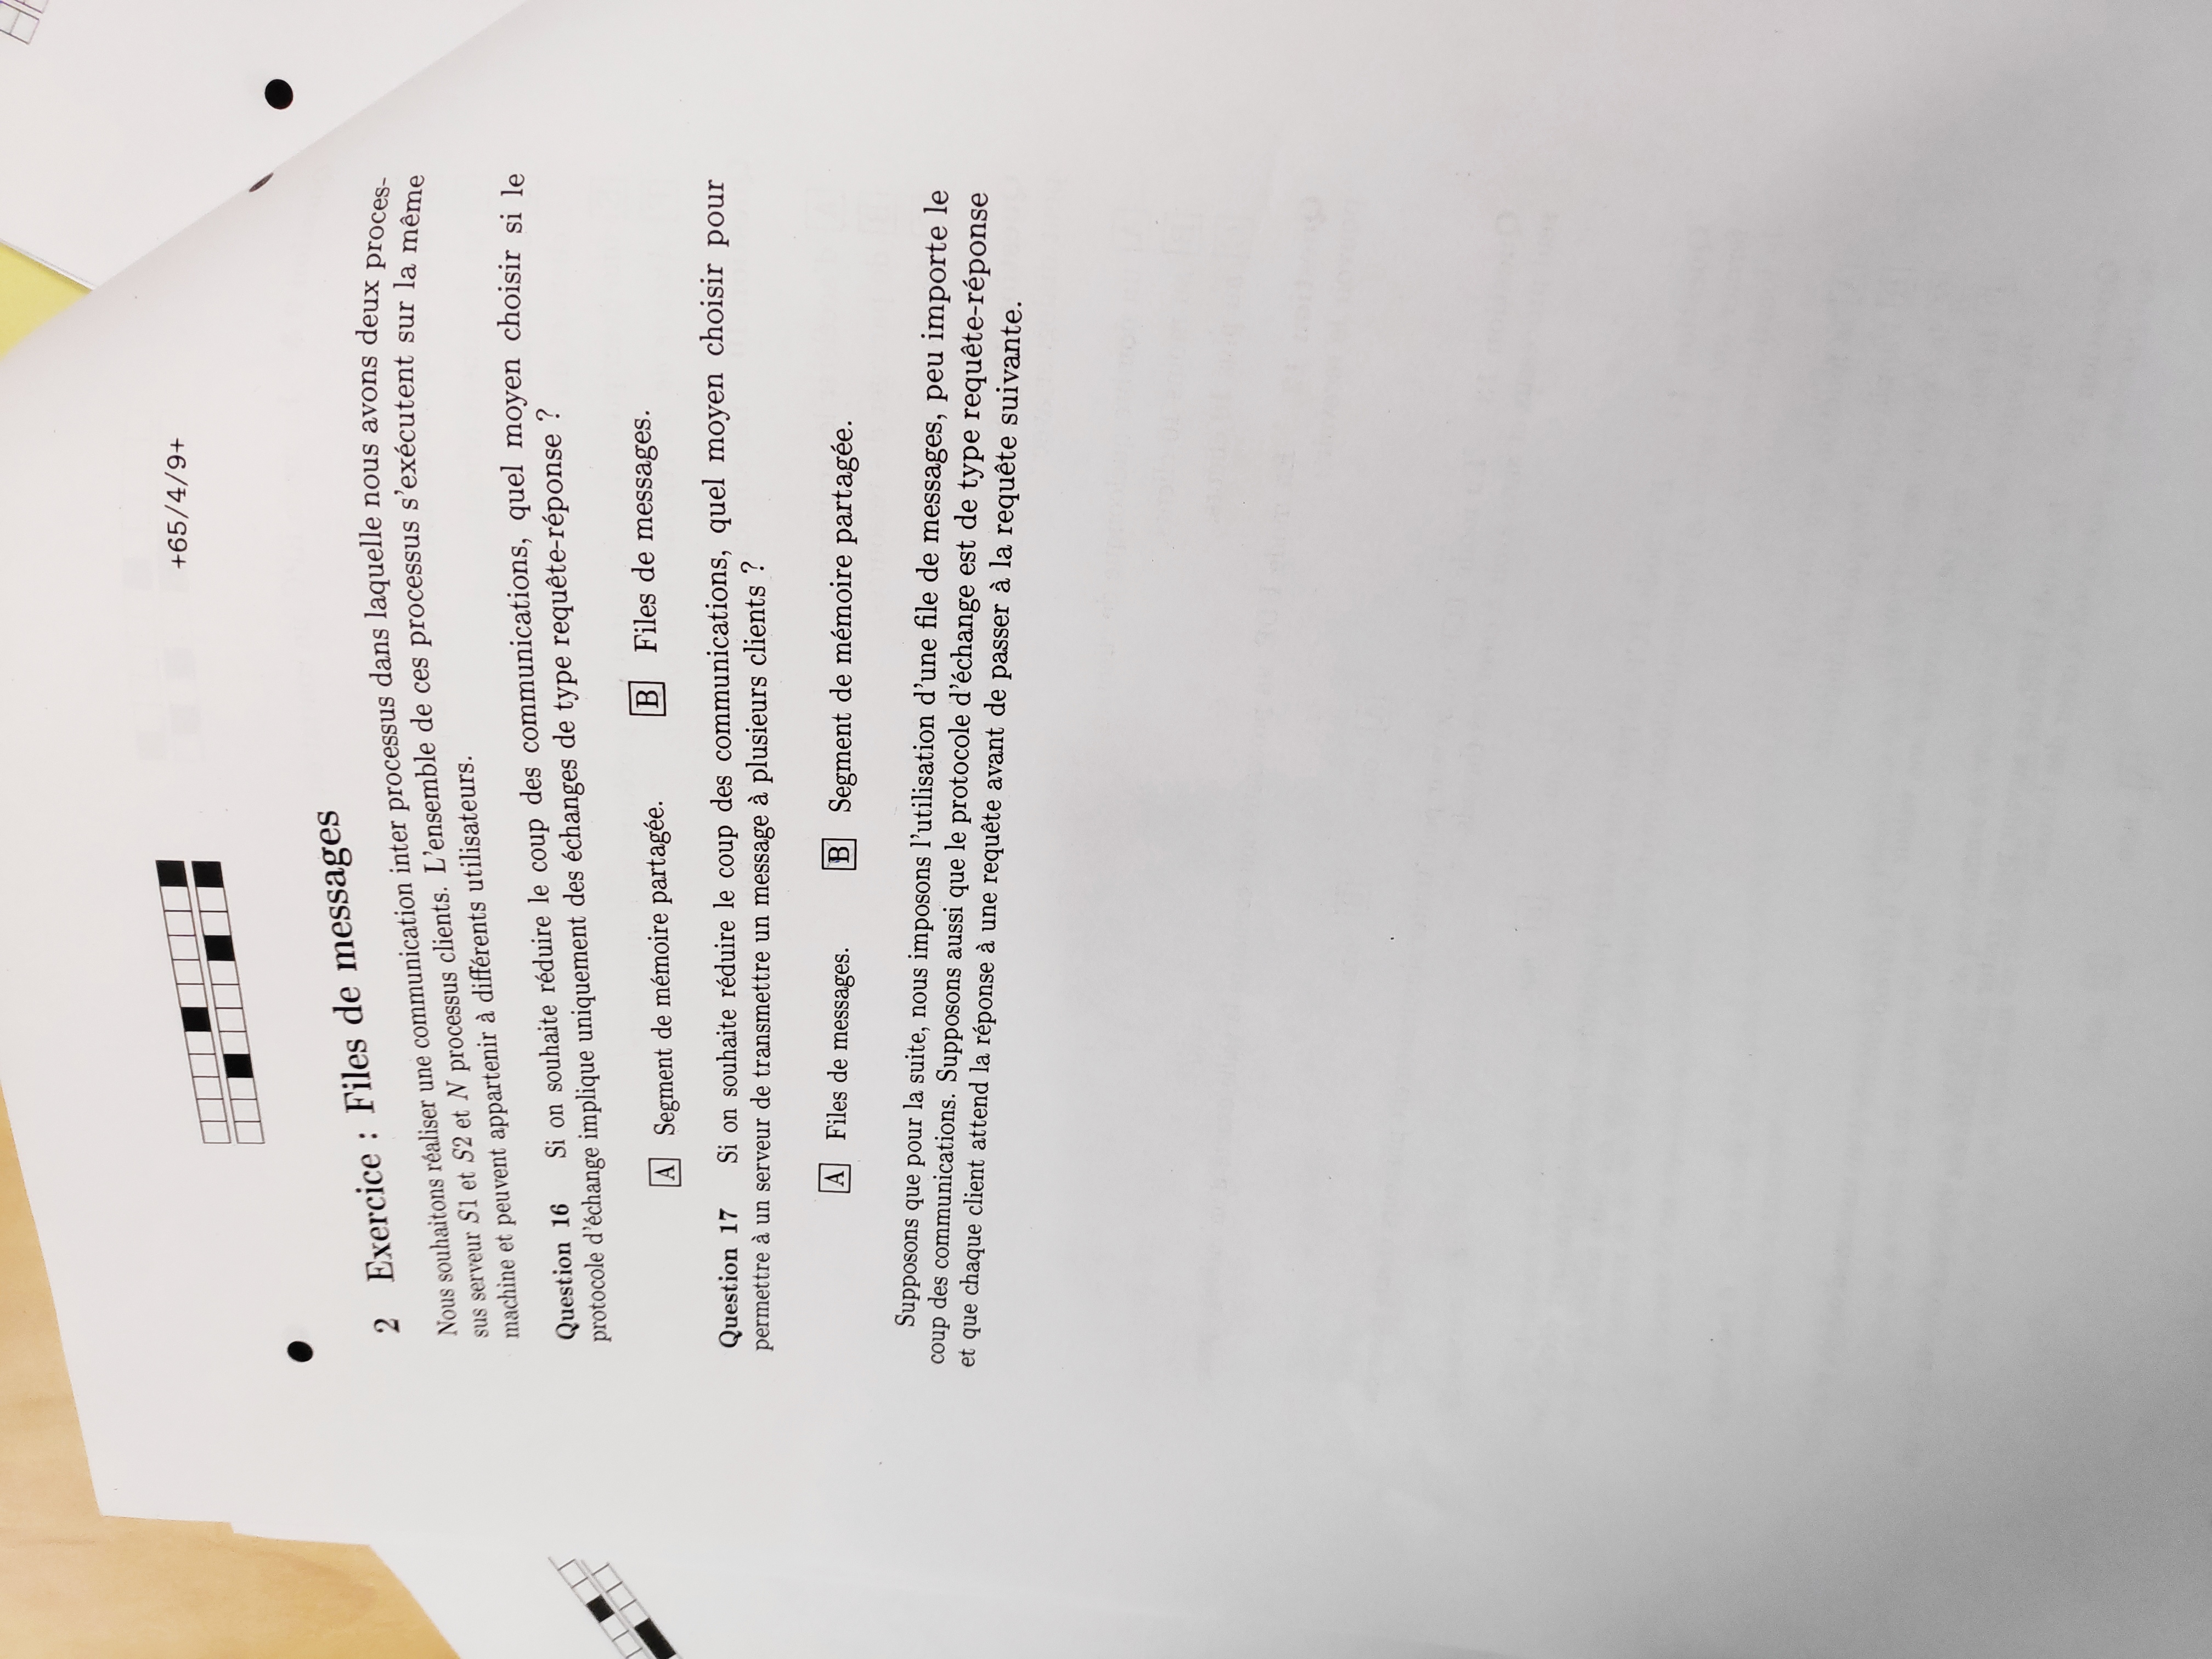 +65/4/9+
2 Exercice : Files de messages
Nous souhaitons réaliser une communication inter processus dans laquelle nous avons deux proces-
sus serveur S1 et S2 et N processus clients. L'ensemble de ces processus s'exécutent sur la même
machine et peuvent appartenir à différents utilisateurs.
Question 16 Si on souhaite réduire le coup des communications, quel moyen choisir si le
protocole d'échange implique uniquement des échanges de type requête-réponse ?
A Segment de mémoire partagée. B Files de messages.
Question 17 Si on souhaite réduire le coup des communications, quel moyen choisir pour
permettre à un serveur de transmettre un message à plusieurs clients ?
A Files de messages. B Segment de mémoire partagée.
Supposons que pour la suite, nous imposons l'utilisation d'une file de messages, peu importe le
coup des communications. Supposons aussi que le protocole d'échange est de type requête-réponse
et que chaque client attend la réponse à une requête avant de passer à la requête suivante.